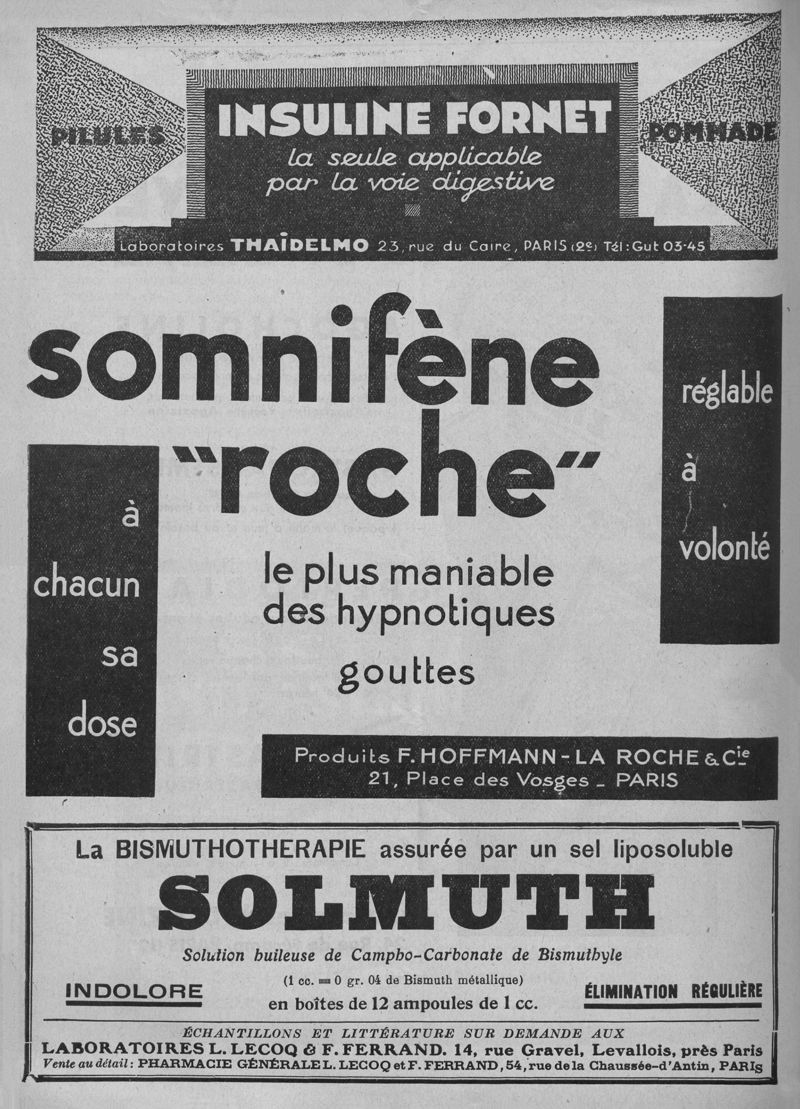 PILULES
INSULINE FORNET
la seule applicable
par la voie digestive
POMMADE
Laboratoires THAÏDELMO 23, rue du Caire, PARIS (2e) Tél: Gut 03-45
somnifène
"roche"
réglable
à
volonté
à
chacun
sa
dose
le plus maniable
des hypnotiques
gouttes
Produits F. HOFFMANN-LA ROCHE & Cie
21, Place des Vosges - PARIS
La BISMUTHOTHERAPIE assurée par un sel liposoluble
SOLMUTH
Solution huileuse de Campho-Carbonate de Bismuthyle
(1 cc. = 0 gr. 04 de Bismuth métallique)
INDOLORE
en boîtes de 12 ampoules de 1 cc.
ÉLIMINATION RÉGULIÈRE
ÉCHANTILLONS ET LITTÉRATURE SUR DEMANDE AUX
LABORATOIRES L. LECOQ & F. FERRAND. 14, rue Gravel, Levallois, près Paris
Vente au détail : PHARMACIE GÉNÉRALE L. LECOQ et F. FERRAND, 54, rue de la Chaussée-d'Antin, PARIs